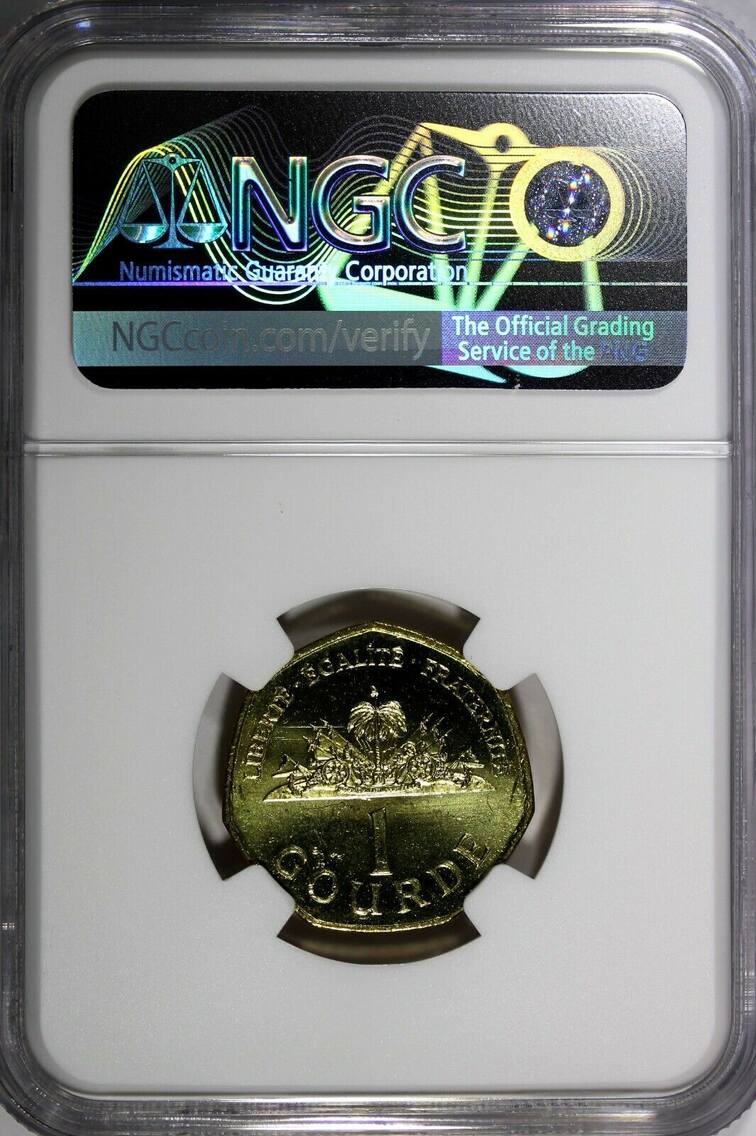 NGC
Numismatic Guaranty Corporation
NGCcoin.com/verify
The Official Grading
Service of the
LIBERTÉ · ÉGALITÉ · FRATERNITÉ
1
GOURDE